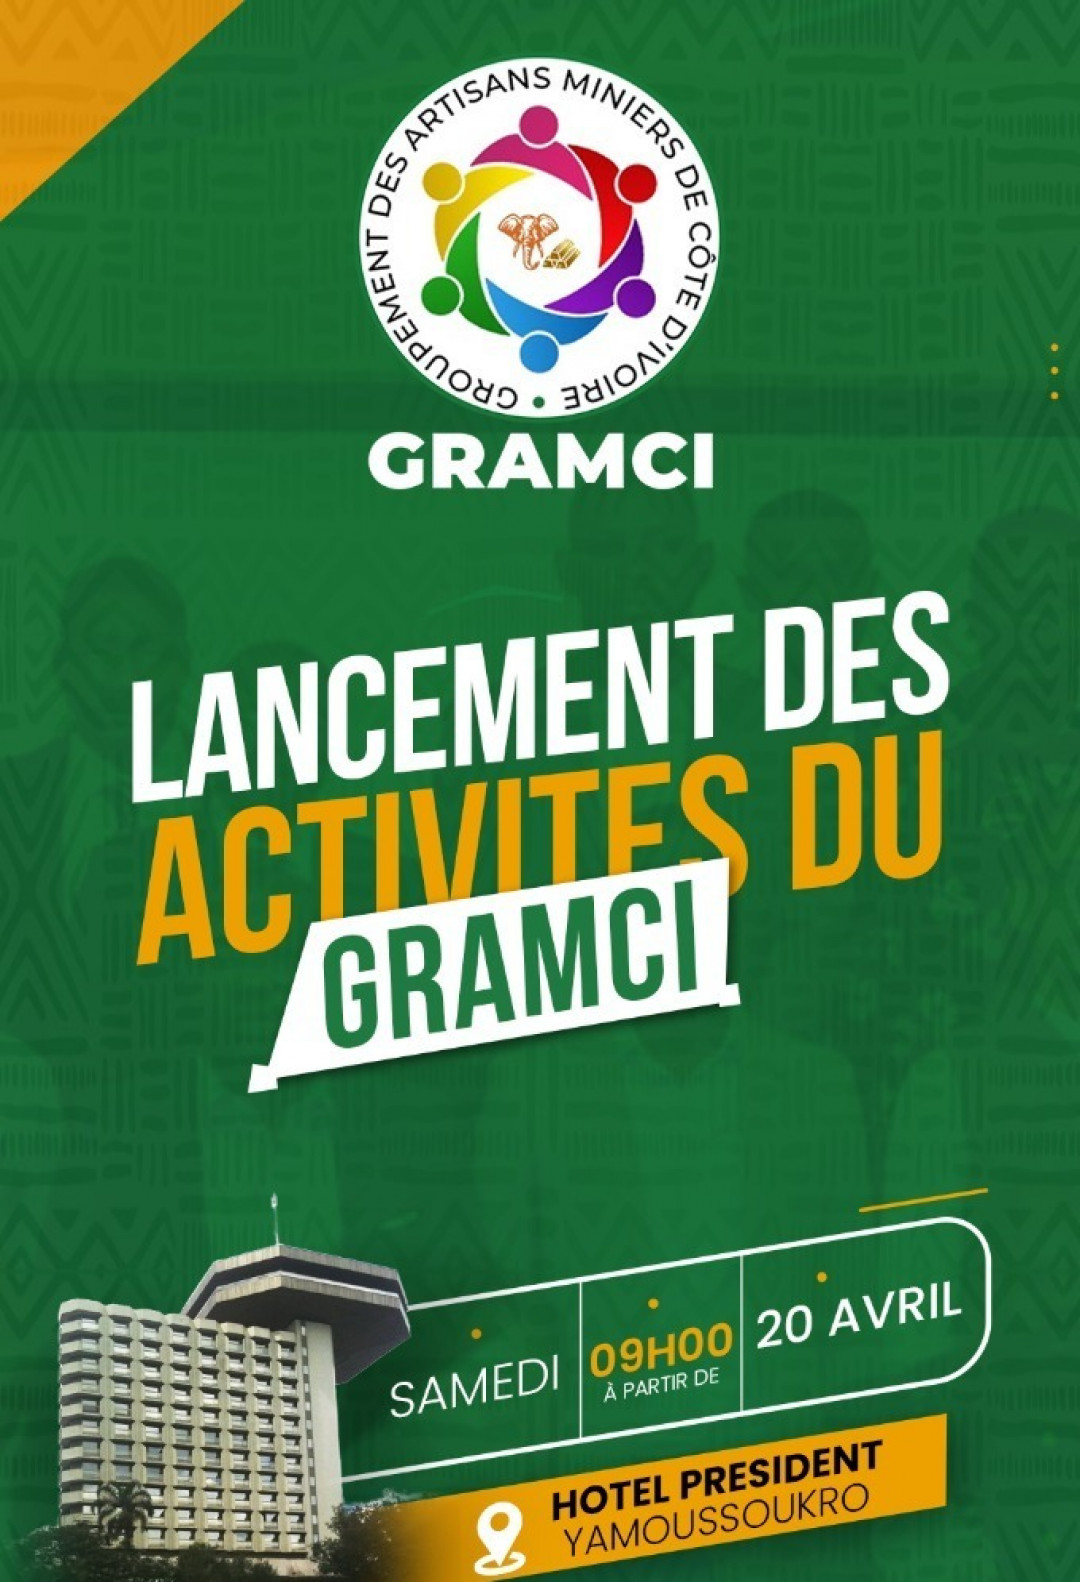 GROUPEMENT DES ARTISANS MINIERS DE CÔTE D'IVOIRE
GRAMCI
LANCEMENT DES
ACTIVITES DU
GRAMCI
SAMEDI
09H00
À PARTIR DE
20 AVRIL
HOTEL PRESIDENT
YAMOUSSOUKRO